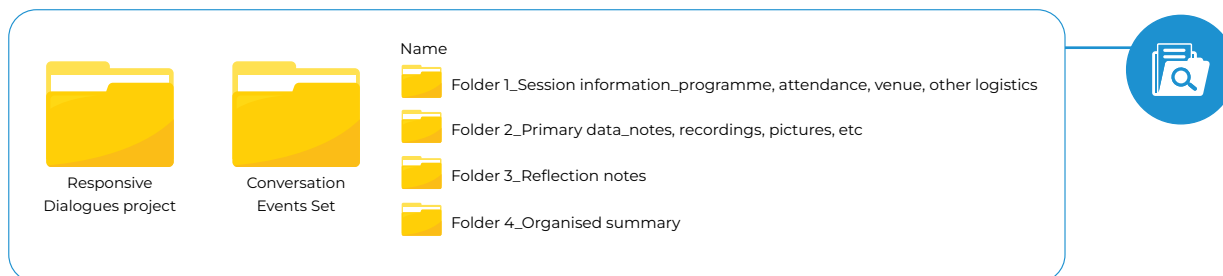 Responsive
Dialogues project
Conversation
Events Set
Name
Folder 1_Session information_programme, attendance, venue, other logistics
Folder 2_Primary data_notes, recordings, pictures, etc
Folder 3_Reflection notes
Folder 4_Organised summary